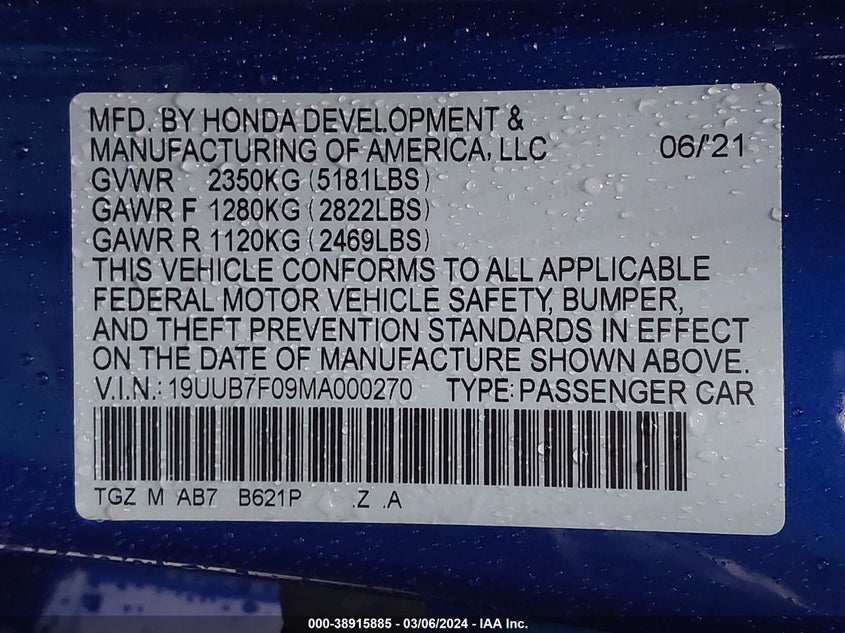 MFD. BY HONDA DEVELOPMENT &
MANUFACTURING OF AMERICA, LLC 06/'21
GVWR 2350KG (5181LBS)
GAWR F 1280KG (2822LBS)
GAWR R 1120KG (2469LBS)
THIS VEHICLE CONFORMS TO ALL APPLICABLE
FEDERAL MOTOR VEHICLE SAFETY, BUMPER,
AND THEFT PREVENTION STANDARDS IN EFFECT
ON THE DATE OF MANUFACTURE SHOWN ABOVE.
V.I.N.: 19UUB7F09MA000270 TYPE: PASSENGER CAR
TGZ M AB7 B621P .Z .A
000-38915885 - 03/06/2024 - IAA Inc.